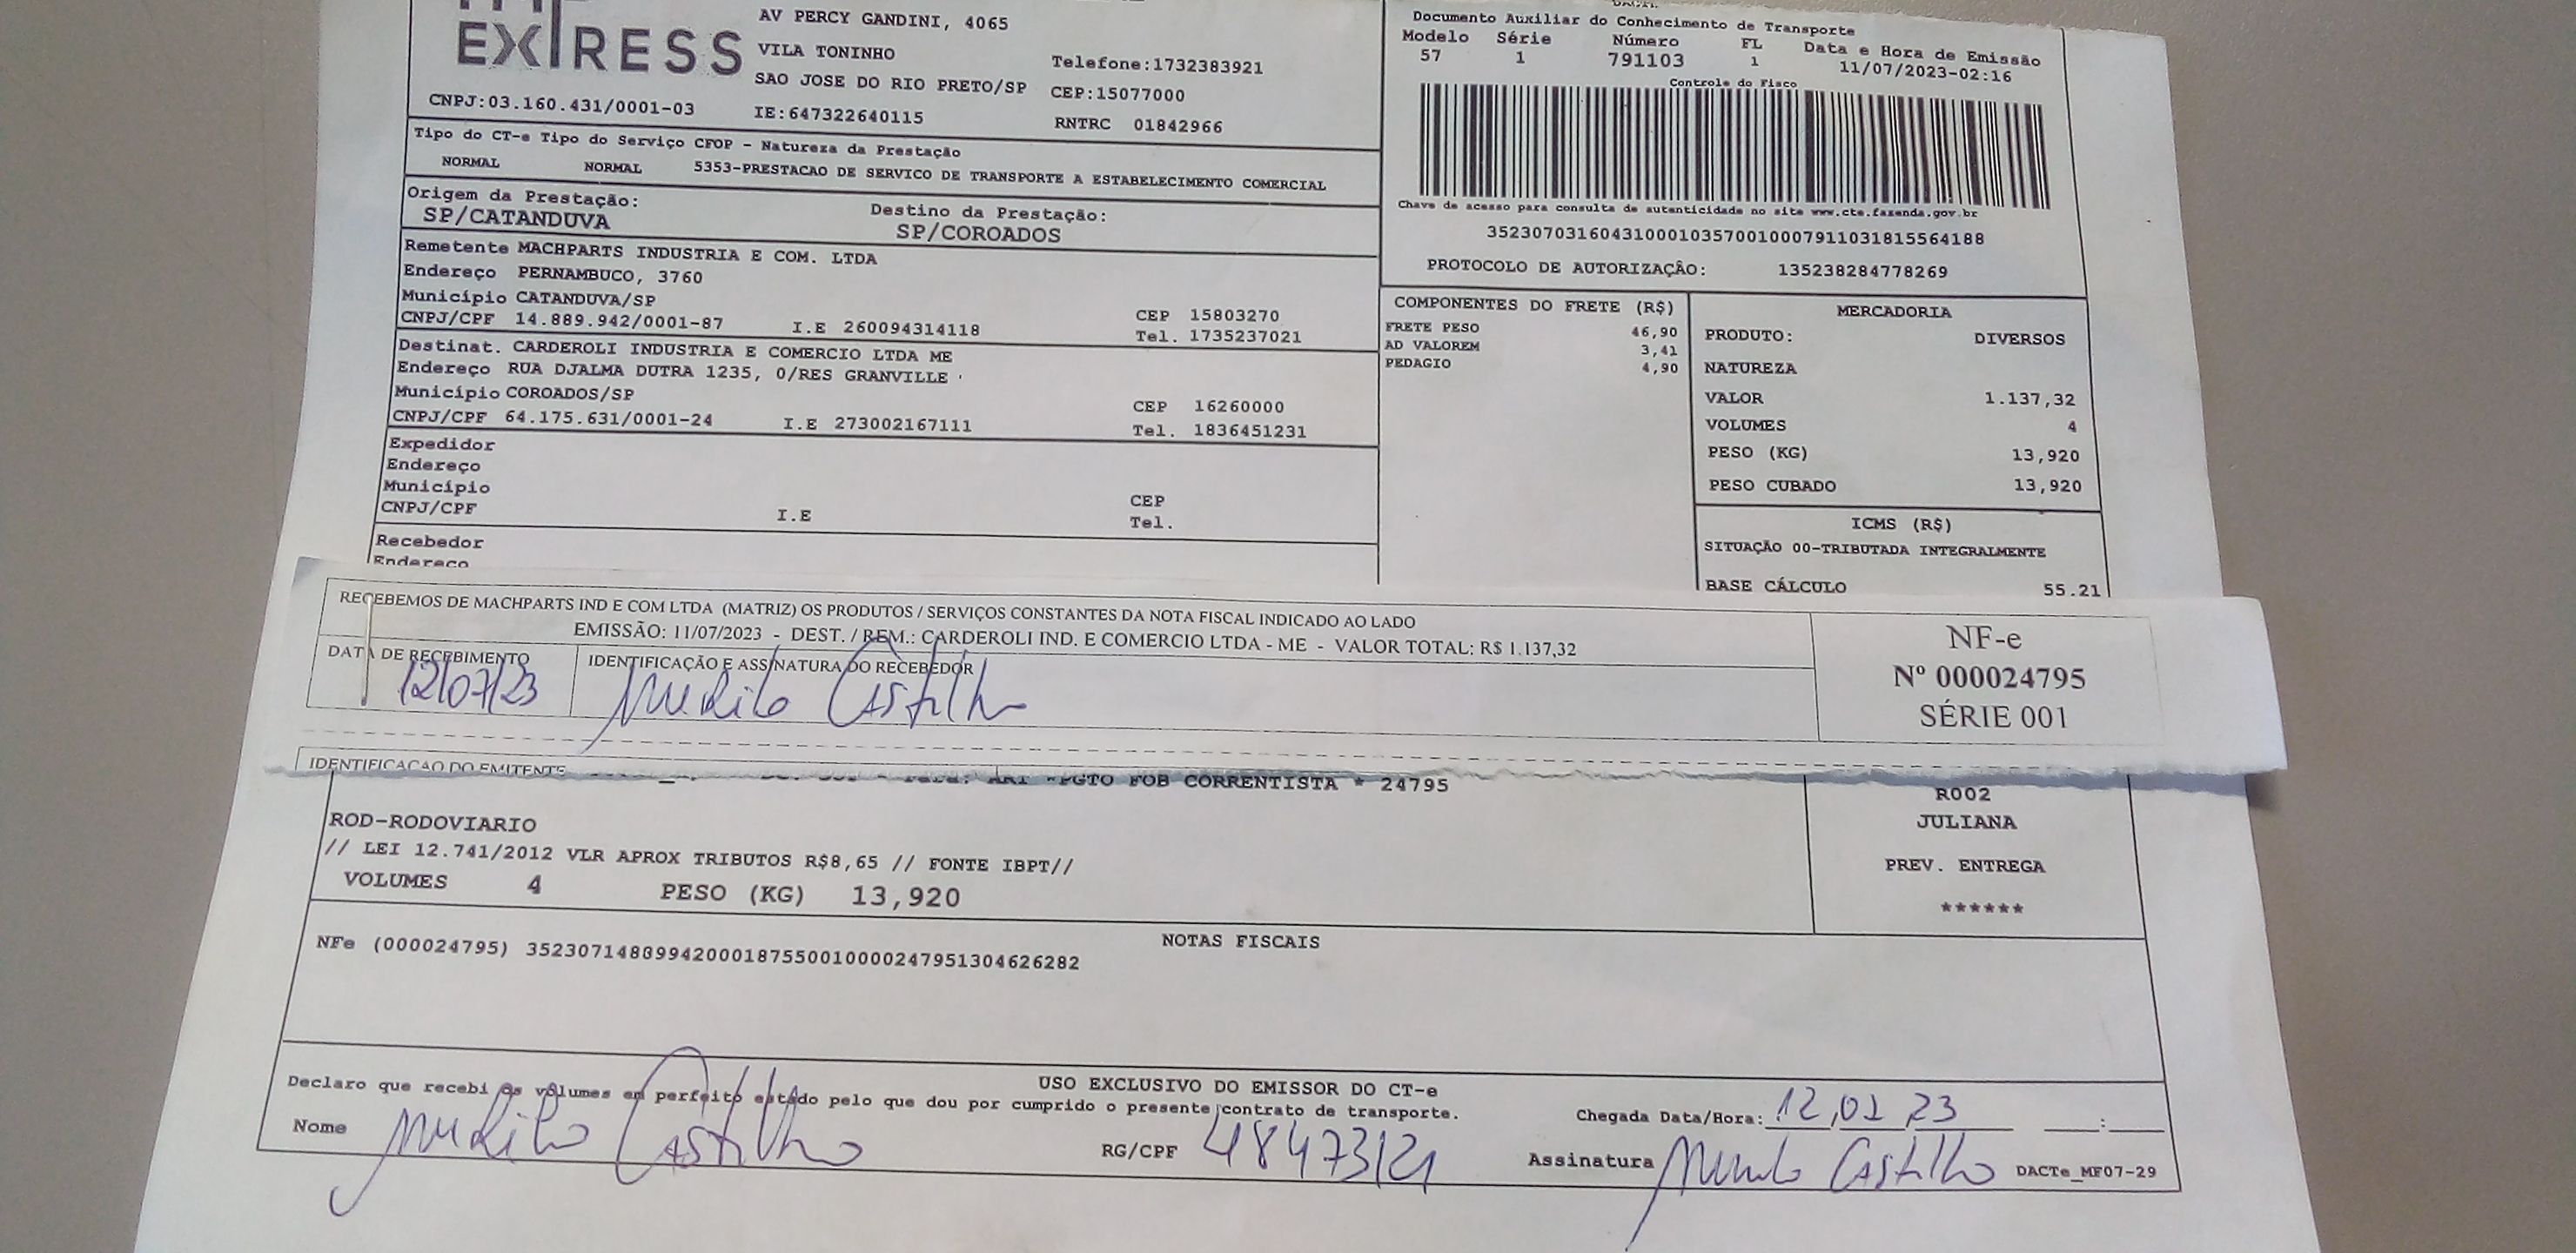 EXPRESS
AV PERCY GANDINI, 4065
VILA TONINHO
Telefone:1732383921
SAO JOSE DO RIO PRETO/SP
CEP:15077000
CNPJ:03.160.431/0001-03
IE:647322640115
RNTRC 01842966
Documento Auxiliar do Conhecimento de Transporte
Modelo Série Número FL Data e Hora de Emissão
57 1 791103 1 11/07/2023-02:16
Controle do Fisco
Chave de acesso para consulta de autenticidade no site www.cte.fazenda.gov.br
35230703160431000103570010007911031815564188
PROTOCOLO DE AUTORIZAÇÂO: 135238284778269
Tipo do CT-e Tipo do Serviço CFOP - Natureza da Prestação
NORMAL NORMAL 5353-PRESTACAO DE SERVICO DE TRANSPORTE A ESTABELECIMENTO COMERCIAL
Origem da Prestação: Destino da Prestação:
SP/CATANDUVA SP/COROADOS
Remetente MACHPARTS INDUSTRIA E COM. LTDA
Endereço PERNAMBUCO, 3760
Município CATANDUVA/SP CEP 15803270
CNPJ/CPF 14.889.942/0001-87 I.E 260094314118 Tel. 1735237021
Destinat. CARDEROLI INDUSTRIA E COMERCIO LTDA ME
Endereço RUA DJALMA DUTRA 1235, 0/RES GRANVILLE
Município COROADOS/SP CEP 16260000
CNPJ/CPF 64.175.631/0001-24 I.E 273002167111 Tel. 1836451231
Expedidor
Endereço
Município CEP
CNPJ/CPF I.E Tel.
Recebedor
Endereço
COMPONENTES DO FRETE (R$)
FRETE PESO 46,90
AD VALOREM 3,41
PEDAGIO 4,90
MERCADORIA
PRODUTO: DIVERSOS
NATUREZA
VALOR 1.137,32
VOLUMES 4
PESO (KG) 13,920
PESO CUBADO 13,920
ICMS (R$)
SITUAÇÃO 00-TRIBUTADA INTEGRALMENTE
BASE CÁLCULO 55.21
RECEBEMOS DE MACHPARTS IND E COM LTDA (MATRIZ) OS PRODUTOS / SERVIÇOS CONSTANTES DA NOTA FISCAL INDICADO AO LADO
EMISSÃO: 11/07/2023 - DEST. / REM.: CARDEROLI IND. E COMERCIO LTDA - ME - VALOR TOTAL: R$ 1.137,32
DATA DE RECEBIMENTO IDENTIFICAÇÃO E ASSINATURA DO RECEBEDOR
12/07/23 Murilo Castilho
NF-e
Nº 000024795
SÉRIE 001
IDENTIFICAÇÃO DO EMITENTE
PGTO FOB CORRENTISTA * 24795
R002
JULIANA
PREV. ENTREGA
******
ROD-RODOVIARIO
// LEI 12.741/2012 VLR APROX TRIBUTOS R$8,65 // FONTE IBPT//
VOLUMES 4 PESO (KG) 13,920
NOTAS FISCAIS
NFe (000024795) 35230714889942000187550010000247951304626282
USO EXCLUSIVO DO EMISSOR DO CT-e
Declaro que recebi os volumes em perfeito estado pelo que dou por cumprido o presente contrato de transporte.
Chegada Data/Hora: 12,01,23 :
Nome Murilo Castilho RG/CPF Assinatura Murilo Castilho DACTe_MF07-29